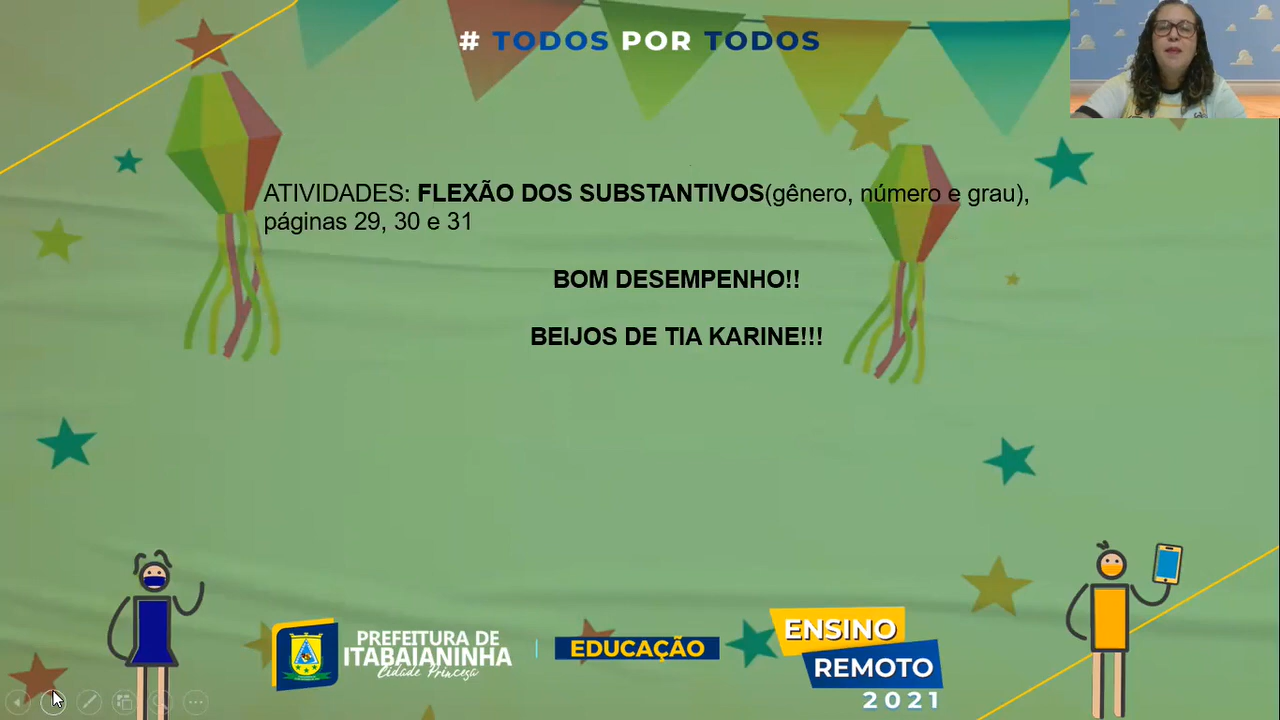 # TODOS POR TODOS
ATIVIDADES: FLEXÃO DOS SUBSTANTIVOS(gênero, número e grau),
páginas 29, 30 e 31
BOM DESEMPENHO!!
BEIJOS DE TIA KARINE!!!
PREFEITURA DE
ITABAIANINHA
Cidade Princesa
EDUCAÇÃO
ENSINO
REMOTO
2021